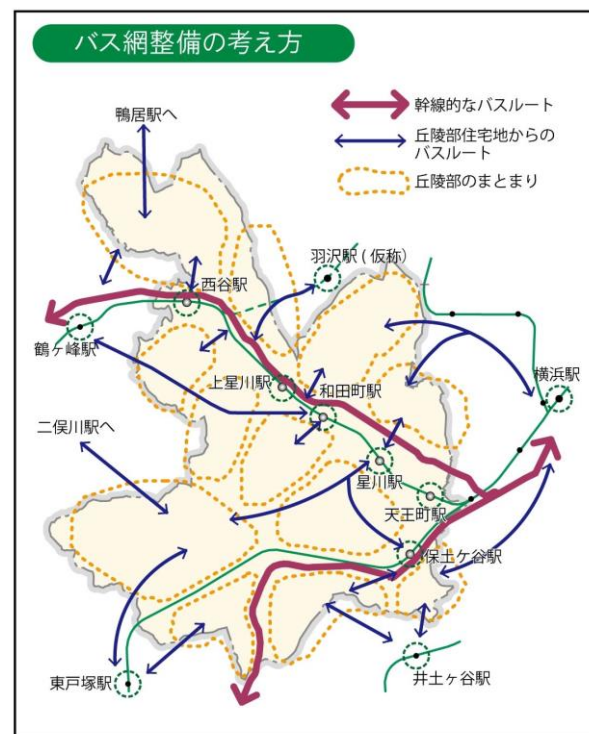 バス網整備の考え方
幹線的なバスルート
丘陵部住宅地からの
バスルート
丘陵部のまとまり
鴨居駅へ
羽沢駅(仮称)
西谷駅
鶴ヶ峰駅
上星川駅
和田町駅
横浜駅
二俣川駅へ
星川駅
天王町駅
保土ケ谷駅
東戸塚駅
井土ヶ谷駅